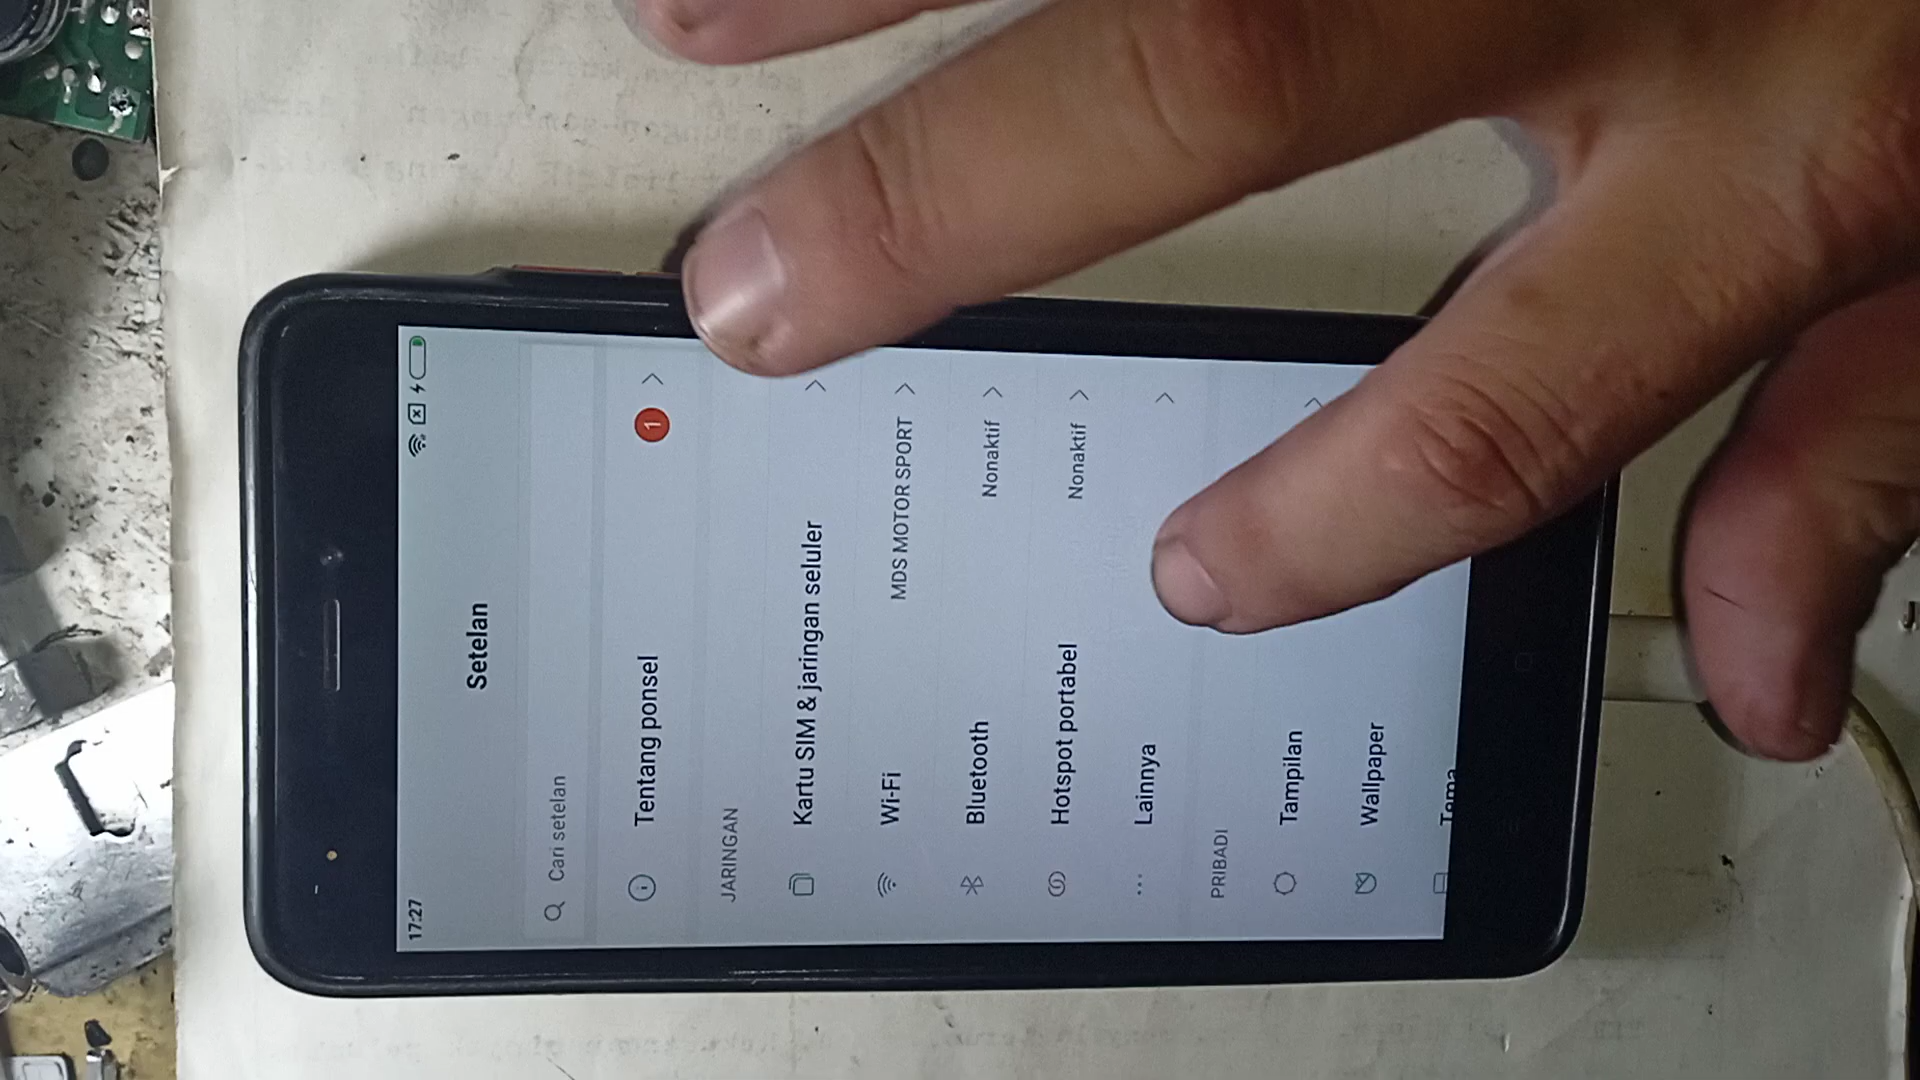 17:27
Setelan
Cari setelan
Tentang ponsel
1
JARINGAN
Kartu SIM & jaringan seluler
Wi-Fi
MDS MOTOR SPORT
Bluetooth
Nonaktif
Hotspot portabel
Nonaktif
Lainnya
PRIBADI
Tampilan
Wallpaper
Tema